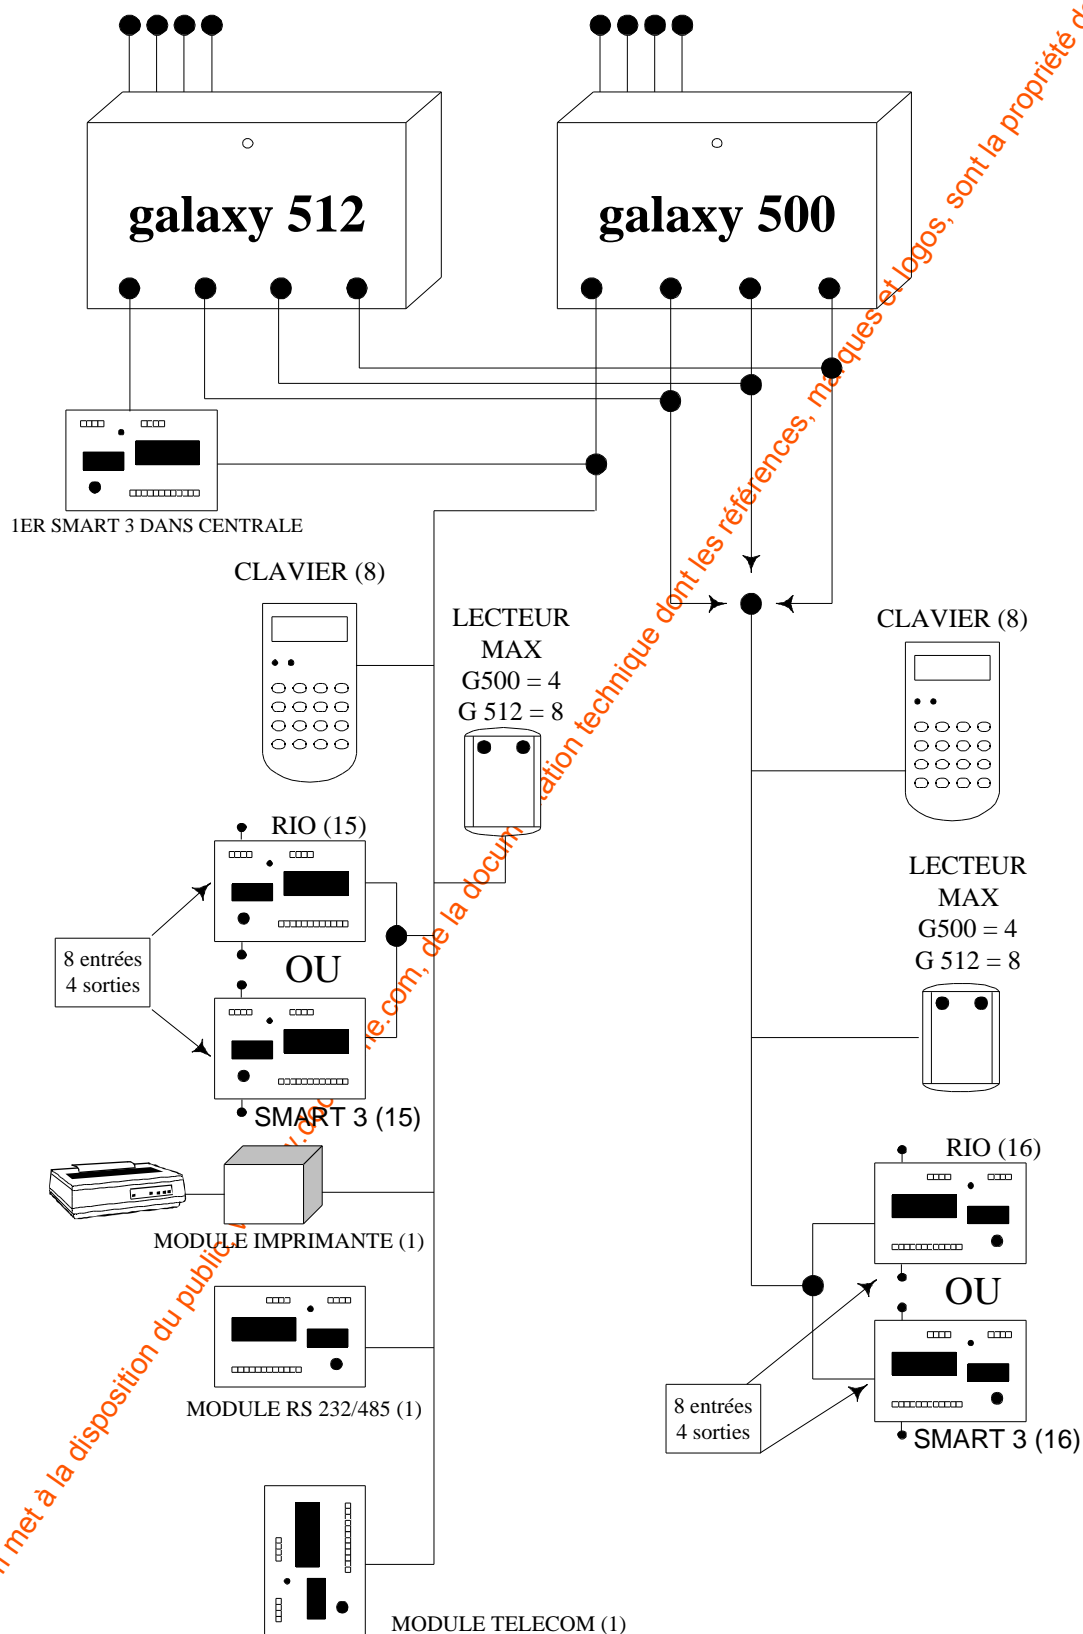 galaxy 512
galaxy 500
1ER SMART 3 DANS CENTRALE
CLAVIER (8)
LECTEUR
MAX
G500 = 4
G 512 = 8
CLAVIER (8)
RIO (15)
8 entrées
4 sorties
OU
SMART 3 (15)
LECTEUR
MAX
G500 = 4
G 512 = 8
MODULE IMPRIMANTE (1)
RIO (16)
OU
8 entrées
4 sorties
SMART 3 (16)
MODULE RS 232/485 (1)
MODULE TELECOM (1)
met à la disposition du public, de la documentation technique dont les références, marques et logos, sont la propriété